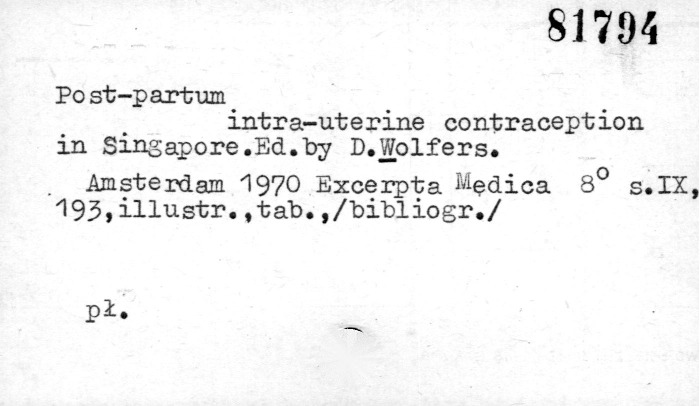 81794
Post-partum
intra-uterine contraception
in Singapore.Ed.by D.Wolfers.
Amsterdam 1970 Excerpta Medica 8° s.IX,
193,illustr.,tab.,/bibliogr./
pł.